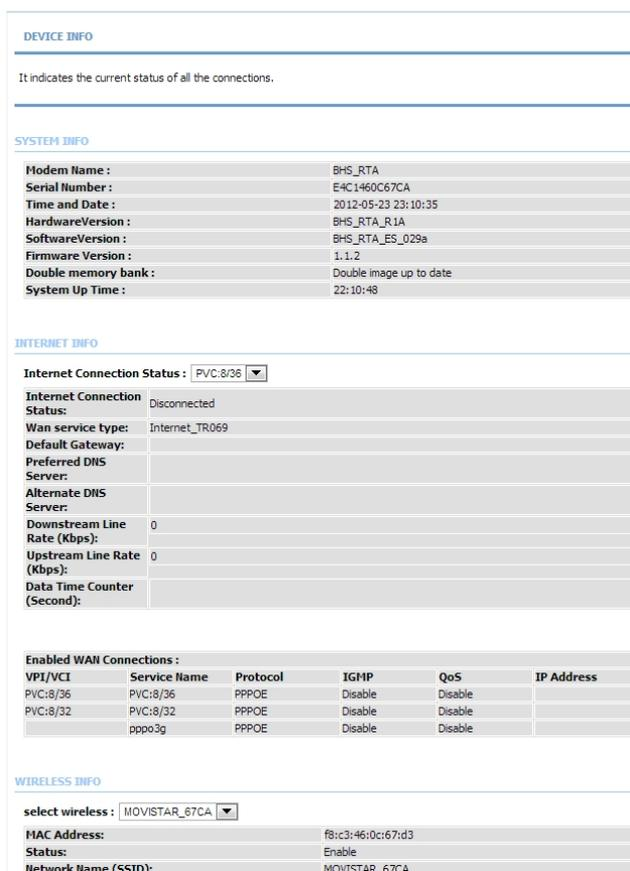 DEVICE INFO
It indicates the current status of all the connections.
SYSTEM INFO
Modem Name : BHS_RTA
Serial Number : E4C1460C67CA
Time and Date : 2012-05-23 23:10:35
HardwareVersion : BHS_RTA_R1A
SoftwareVersion : BHS_RTA_ES_029a
Firmware Version : 1.1.2
Double memory bank : Double image up to date
System Up Time : 22:10:48
INTERNET INFO
Internet Connection Status : PVC:8/36
Internet Connection
Status: Disconnected
Wan service type: Internet_TR069
Default Gateway:
Preferred DNS
Server:
Alternate DNS
Server:
Downstream Line 0
Rate (Kbps):
Upstream Line Rate 0
(Kbps):
Data Time Counter
(Second):
Enabled WAN Connections :
VPI/VCI Service Name Protocol IGMP QoS IP Address
PVC:8/36 PVC:8/36 PPPOE Disable Disable
PVC:8/32 PVC:8/32 PPPOE Disable Disable
pppo3g PPPOE Disable Disable
WIRELESS INFO
select wireless : MOVISTAR_67CA
MAC Address: f8:c3:46:0c:67:d3
Status: Enable
Network Name (SSID): MOVISTAR_67CA